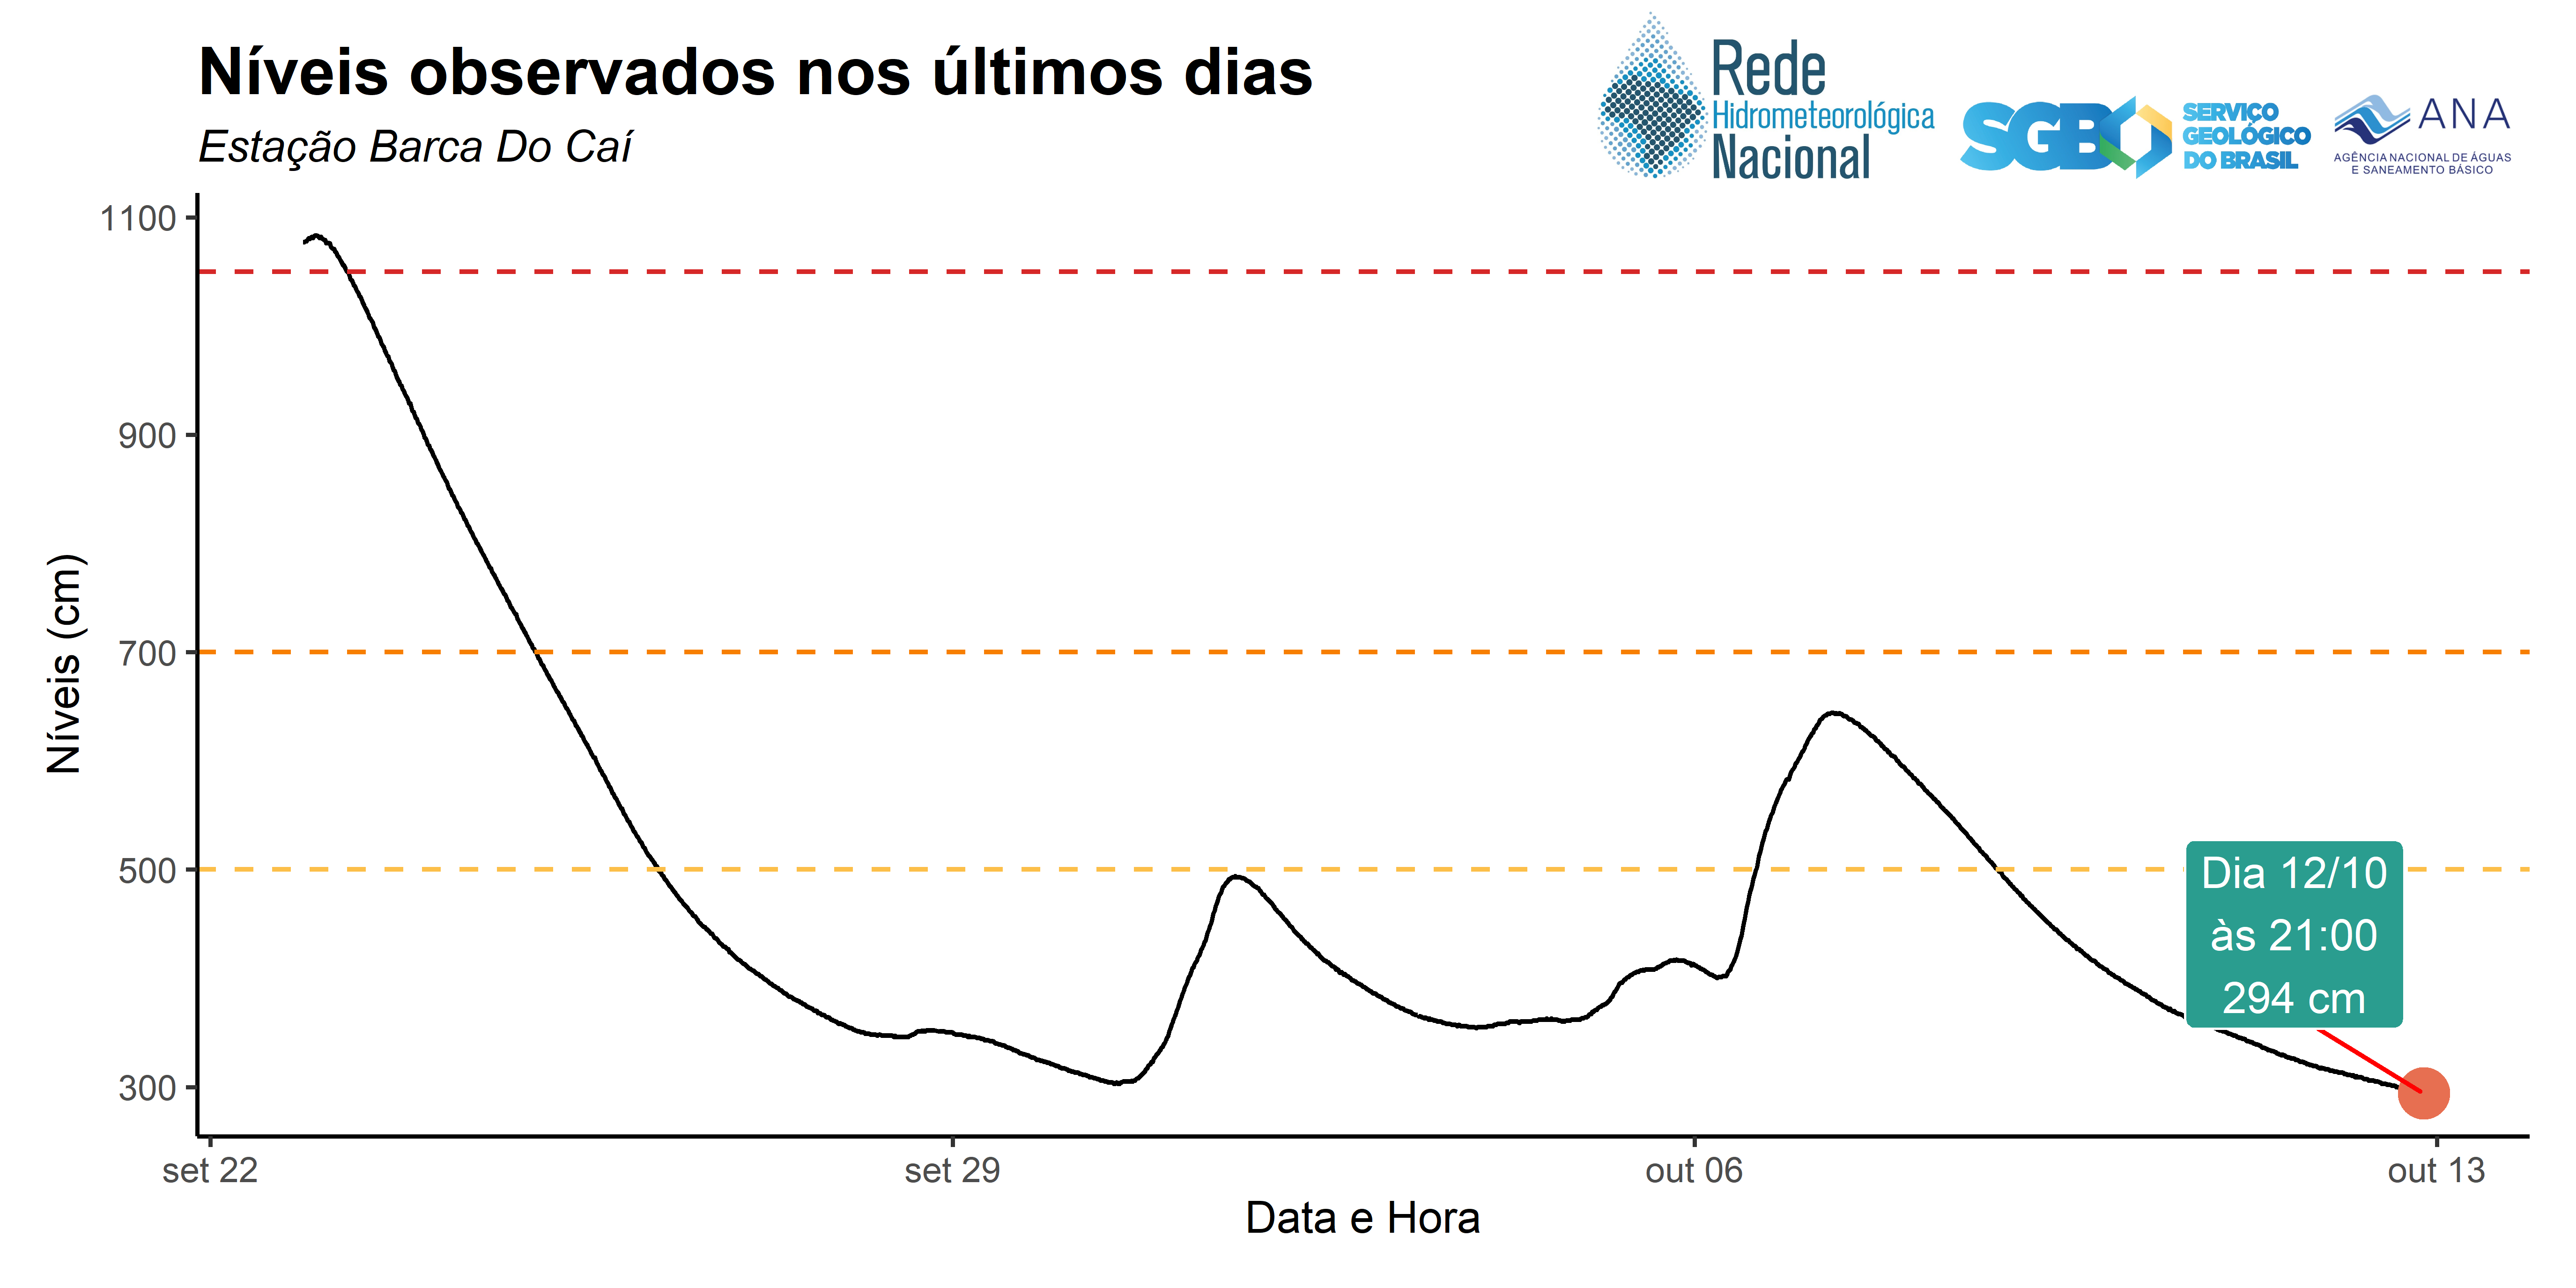 Níveis observados nos últimos dias
Estação Barca Do Caí
Rede
Hidrometeorológica
Nacional
SGB
SERVIÇO
GEOLÓGICO
DO BRASIL
ANA
AGÊNCIA NACIONAL DE ÁGUAS
E SANEAMENTO BÁSICO
Níveis (cm)
1100
900
700
500
300
Dia 12/10
às 21:00
294 cm
set 22
set 29
out 06
out 13
Data e Hora